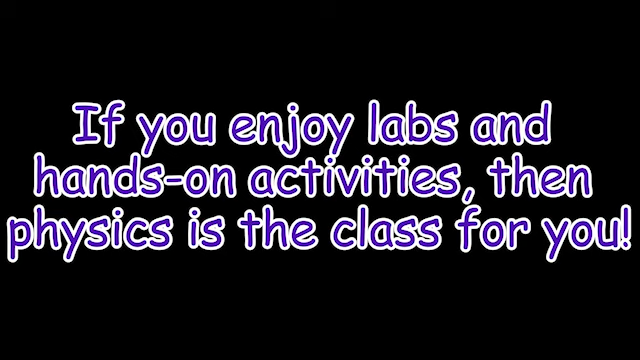 If you enjoy labs and
hands-on activities, then
physics is the class for you!